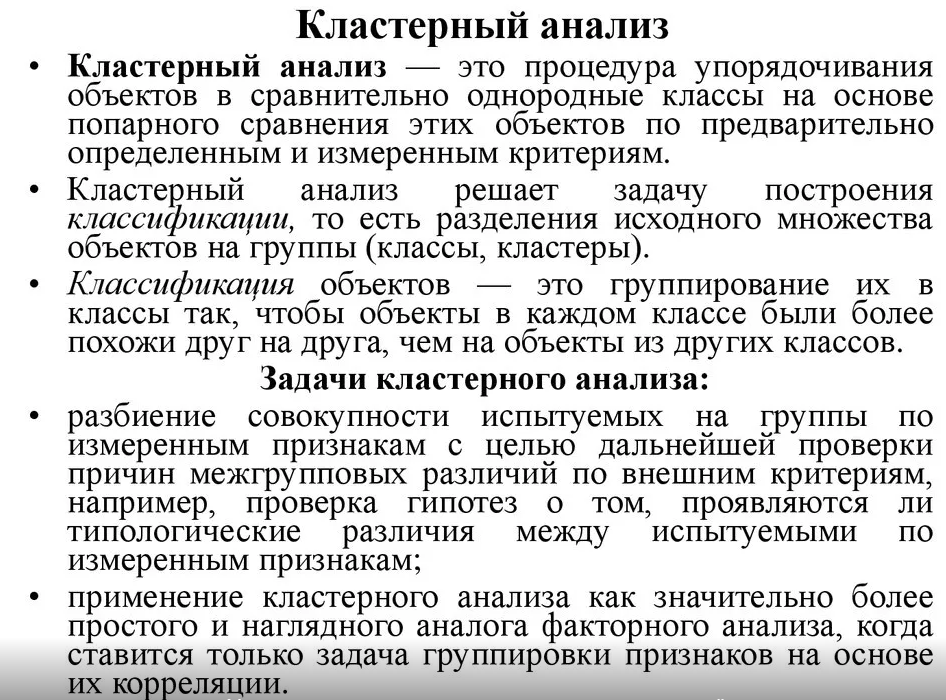 Кластерный анализ
• Кластерный анализ — это процедура упорядочивания
объектов в сравнительно однородные классы на основе
попарного сравнения этих объектов по предварительно
определенным и измеренным критериям.
• Кластерный анализ решает задачу построения
классификации, то есть разделения исходного множества
объектов на группы (классы, кластеры).
• Классификация объектов — это группирование их в
классы так, чтобы объекты в каждом классе были более
похожи друг на друга, чем на объекты из других классов.
Задачи кластерного анализа:
• разбиение совокупности испытуемых на группы по
измеренным признакам с целью дальнейшей проверки
причин межгрупповых различий по внешним критериям,
например, проверка гипотез о том, проявляются ли
типологические различия между испытуемыми по
измеренным признакам;
• применение кластерного анализа как значительно более
простого и наглядного аналога факторного анализа, когда
ставится только задача группировки признаков на основе
их корреляции.